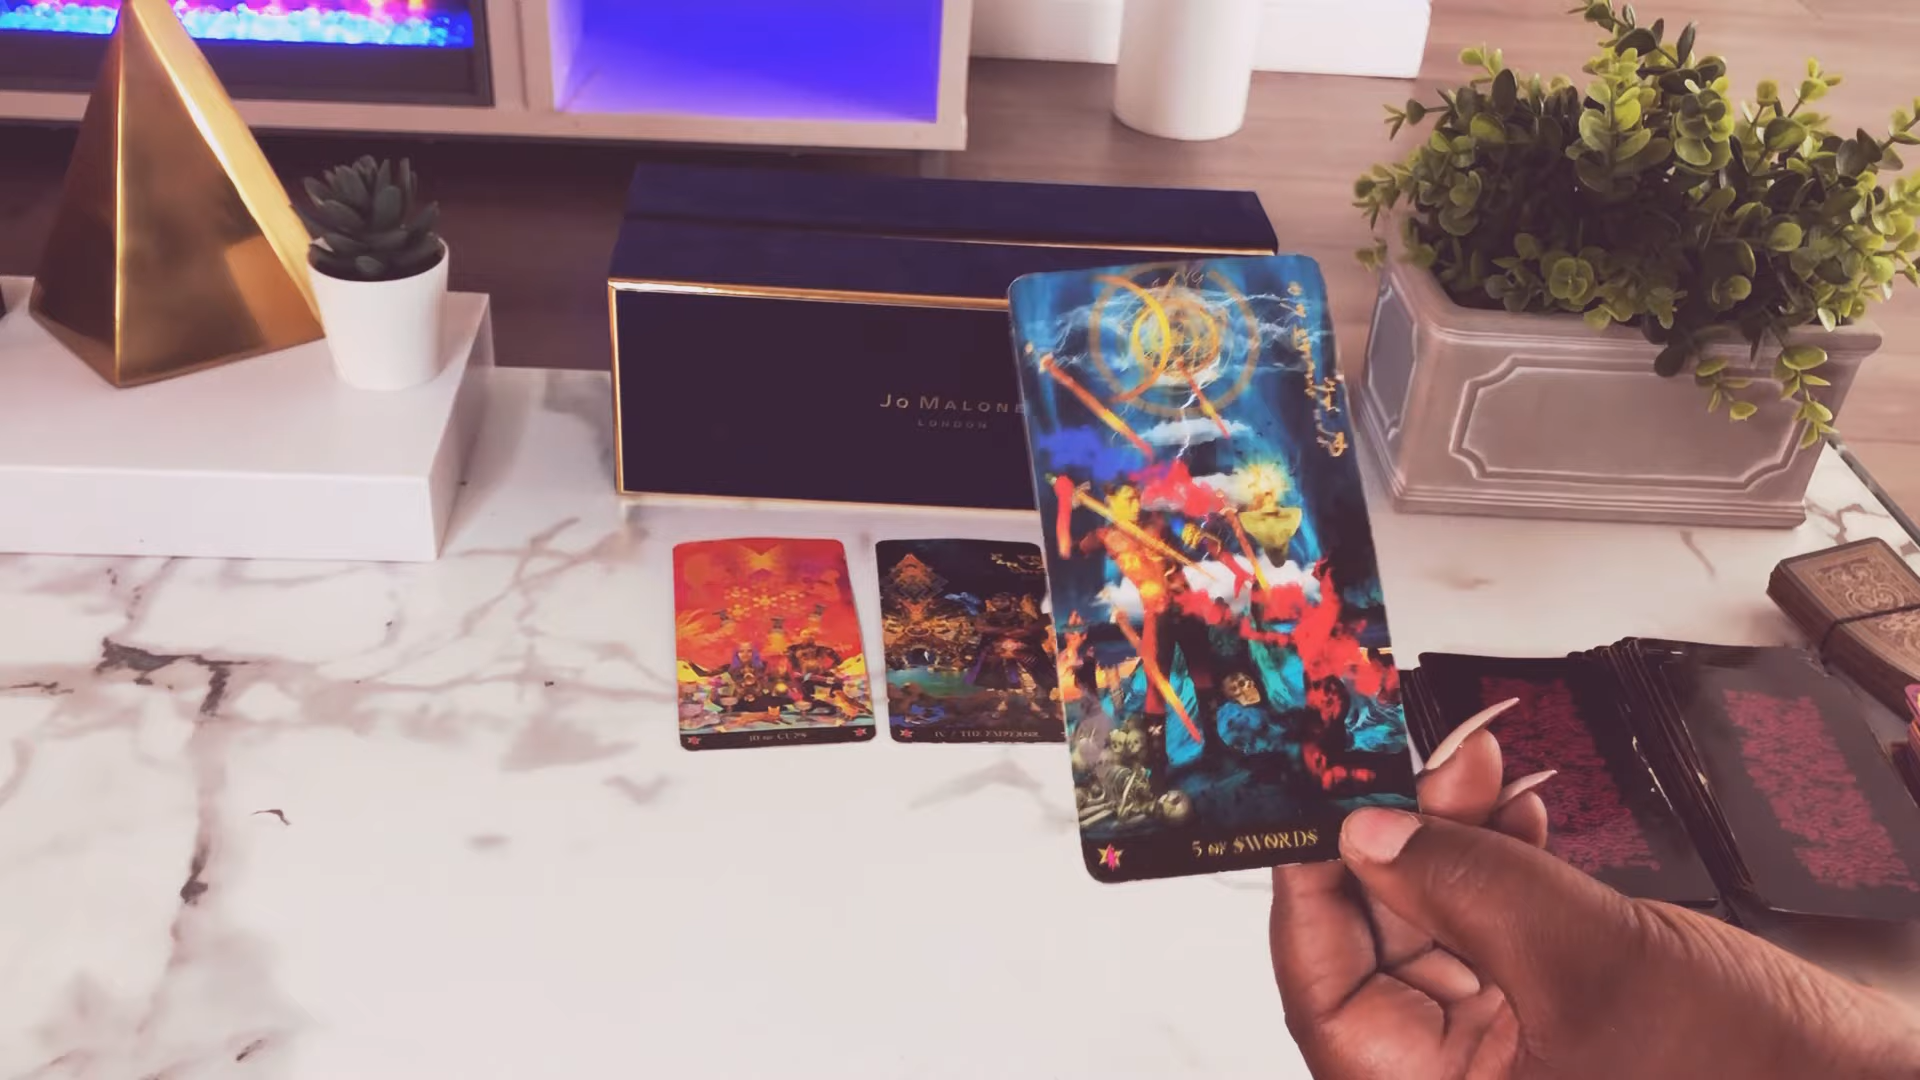 JO MALONE
LONDON
10 OF CUPS
IV / THE EMPEROR
5 OF SWORDS